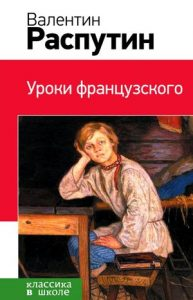 Валентин
Распутин
Уроки французского
классика
в школе